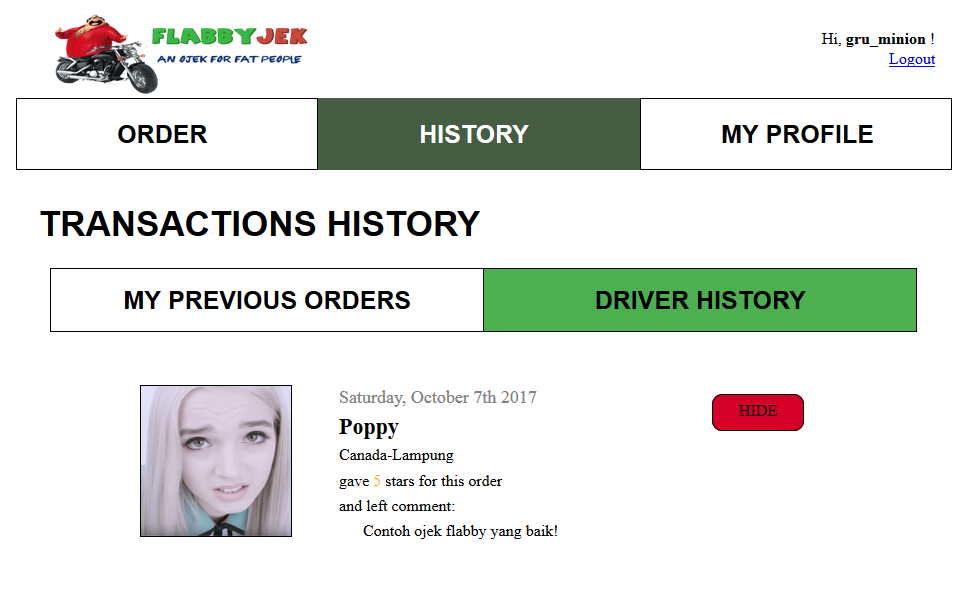 FLABBYJEK
AN OJEK FOR FAT PEOPLE
Hi, gru_minion !
Logout
ORDER
HISTORY
MY PROFILE
TRANSACTIONS HISTORY
MY PREVIOUS ORDERS
DRIVER HISTORY
Saturday, October 7th 2017
HIDE
Poppy
Canada-Lampung
gave 5 stars for this order
and left comment:
Contoh ojek flabby yang baik!